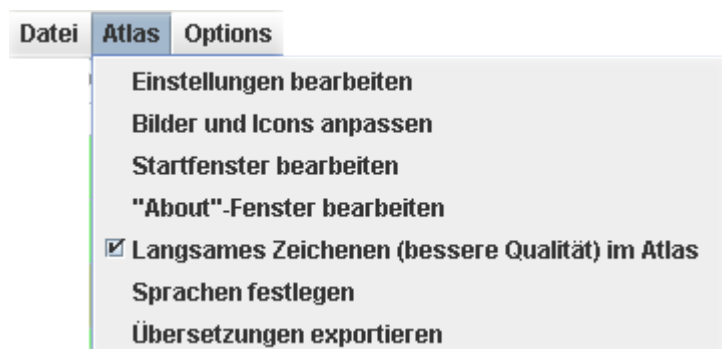 Datei Atlas Options
Einstellungen bearbeiten
Bilder und Icons anpassen
Startfenster bearbeiten
"About"-Fenster bearbeiten
Langsames Zeichenen (bessere Qualität) im Atlas
Sprachen festlegen
Übersetzungen exportieren